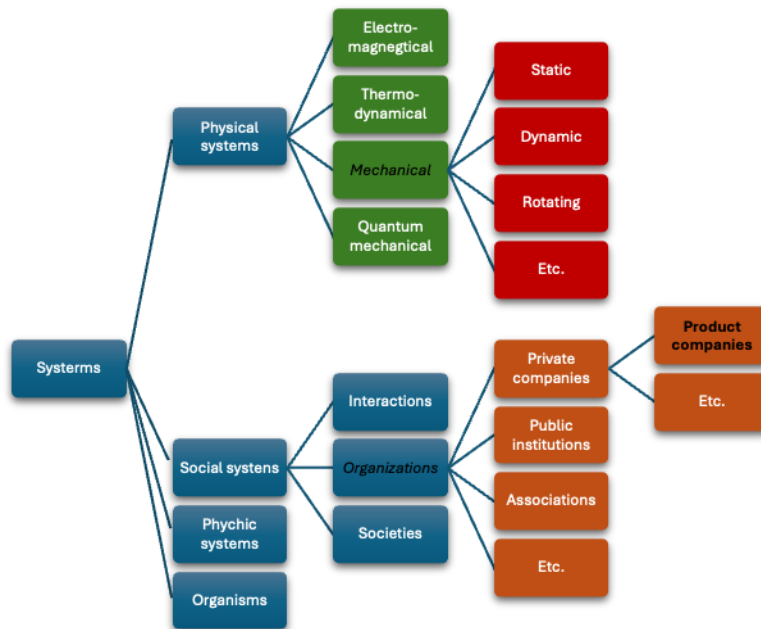 Electro-
magnegtical
Static
Thermo-
dynamical
Physical
systems
Dynamic
Mechanical
Rotating
Quantum
mechanical
Etc.
Product
companies
Systerms
Private
companies
Interactions
Etc.
Public
institutions
Social systens
Organizations
Associations
Phychic
systems
Societies
Etc.
Organisms